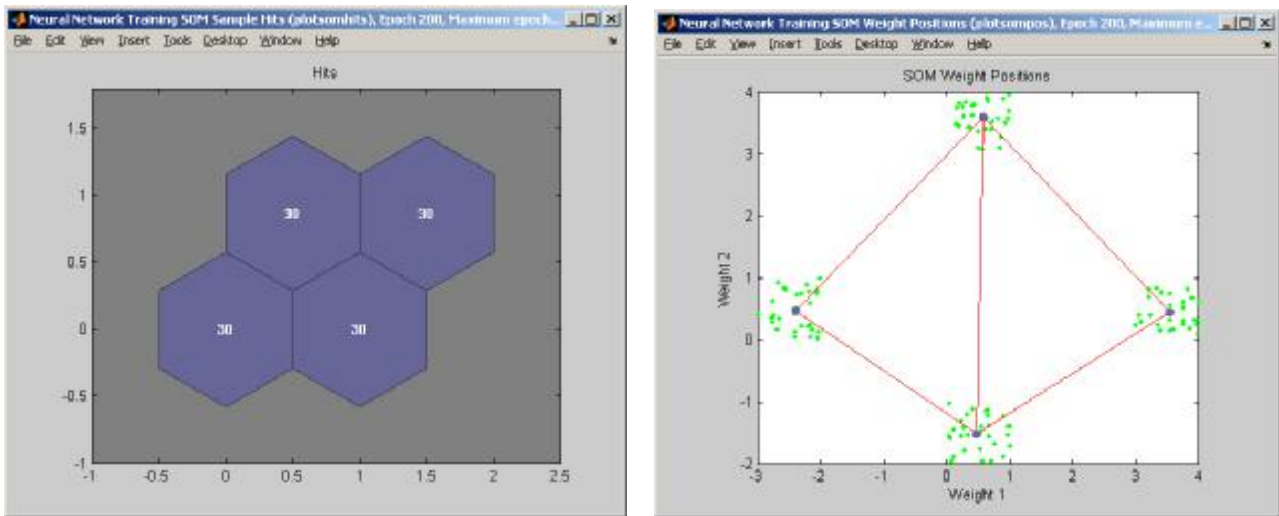 Neural Network Training SOM Sample Hits (plotsomhits), Epoch 200, Maximum epoch...
File Edit View Insert Tools Desktop Window Help
Hits
1.5
1
0.5
0
-0.5
-1
30 30
30 30
-1 -0.5 0 0.5 1 1.5 2 2.5
Neural Network Training SOM Weight Positions (plotsompos), Epoch 200, Maximum e...
File Edit View Insert Tools Desktop Window Help
SOM Weight Positions
Weight 2
4
3
2
1
0
-1
-2
-3 -2 -1 0 1 2 3 4
Weight 1